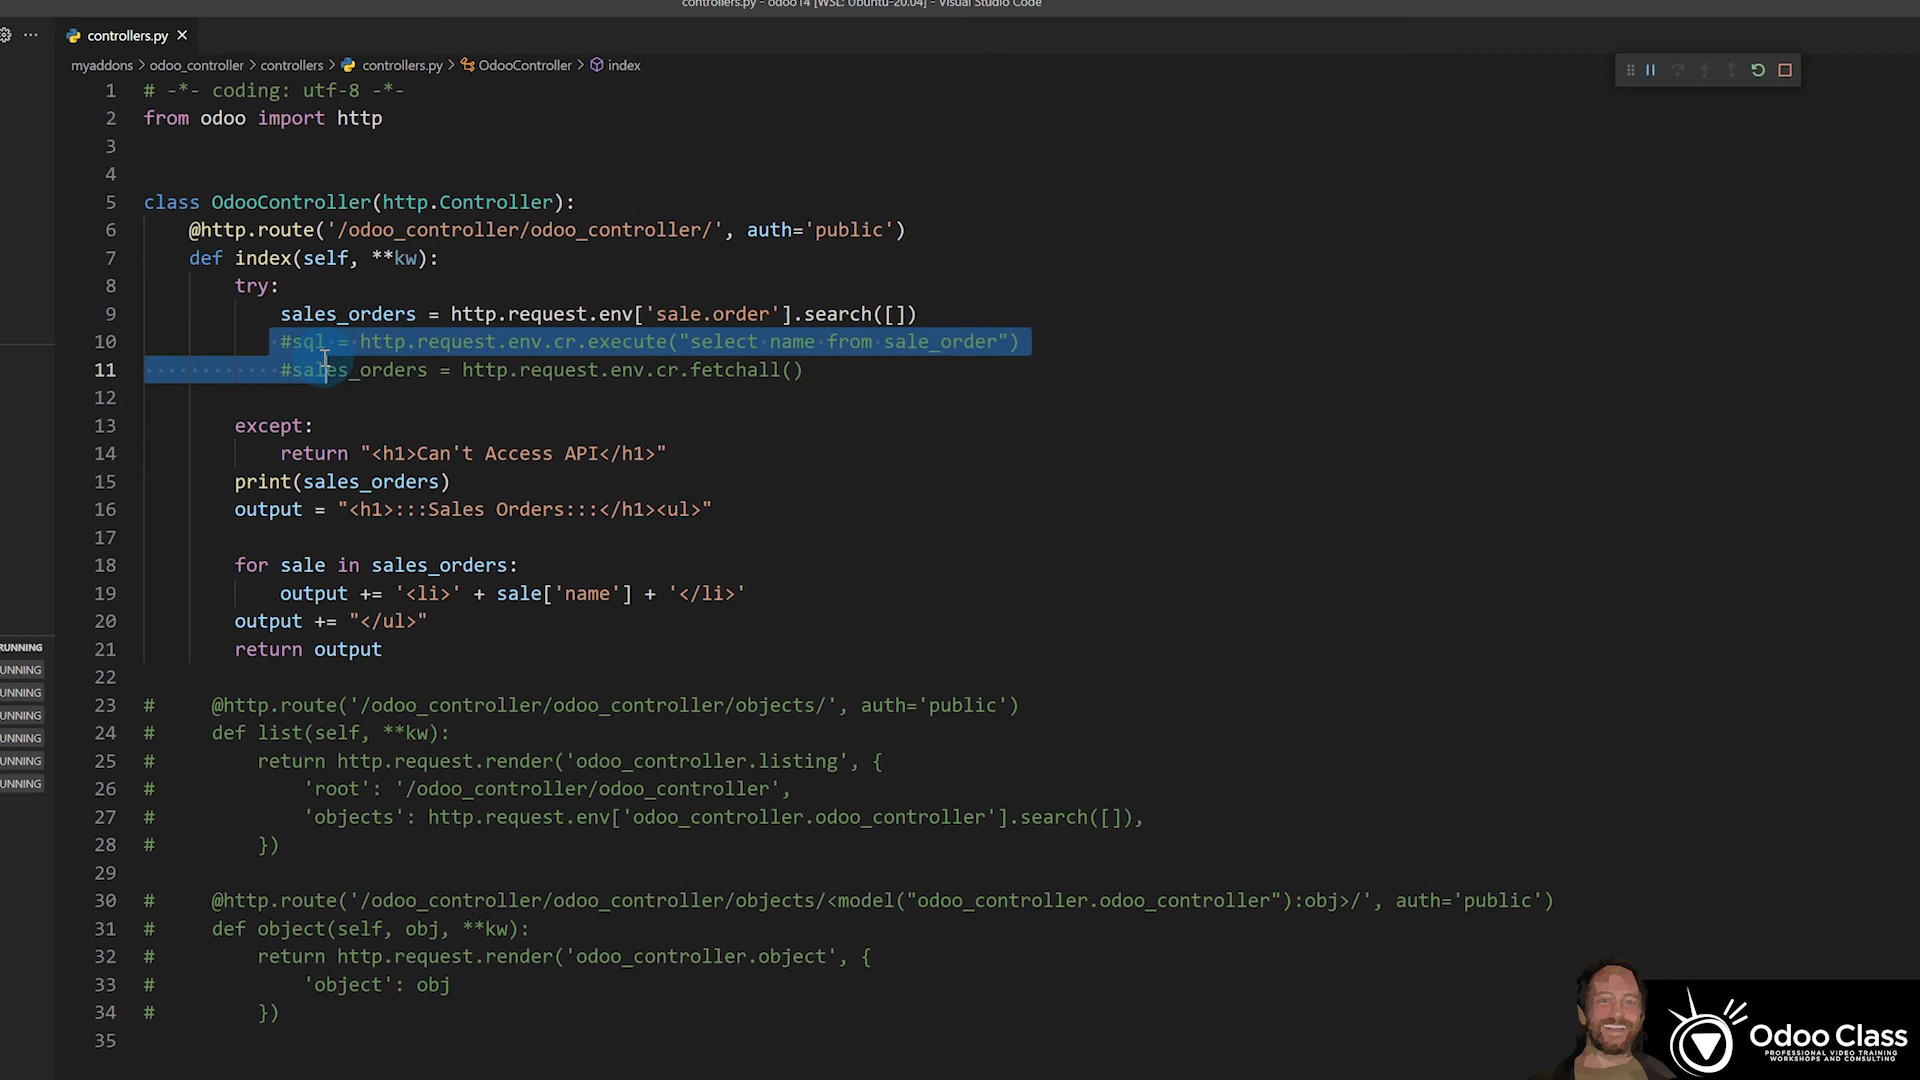 controllers.py - odoo14 [WSL: Ubuntu-20.04] - Visual Studio Code
controllers.py
myaddons > odoo_controller > controllers > controllers.py > OdooController > index
1 # -*- coding: utf-8 -*-
2 from odoo import http
3
4
5 class OdooController(http.Controller):
6 @http.route('/odoo_controller/odoo_controller/', auth='public')
7 def index(self, **kw):
8 try:
9 sales_orders = http.request.env['sale.order'].search([])
10 #sql = http.request.env.cr.execute("select name from sale_order")
11 #sales_orders = http.request.env.cr.fetchall()
12
13 except:
14 return "<h1>Can't Access API</h1>"
15 print(sales_orders)
16 output = "<h1>:::Sales Orders:::</h1><ul>"
17
18 for sale in sales_orders:
19 output += '<li>' + sale['name'] + '</li>'
20 output += "</ul>"
21 return output
22
23 # @http.route('/odoo_controller/odoo_controller/objects/', auth='public')
24 # def list(self, **kw):
25 # return http.request.render('odoo_controller.listing', {
26 # 'root': '/odoo_controller/odoo_controller',
27 # 'objects': http.request.env['odoo_controller.odoo_controller'].search([]),
28 # })
29
30 # @http.route('/odoo_controller/odoo_controller/objects/<model("odoo_controller.odoo_controller"):obj>/', auth='public')
31 # def object(self, obj, **kw):
32 # return http.request.render('odoo_controller.object', {
33 # 'object': obj
34 # })
35
RUNNING
UNNING
UNNING
UNNING
UNNING
UNNING
UNNING
Odoo Class
PROFESSIONAL VIDEO TRAINING
WORKSHOPS AND CONSULTING